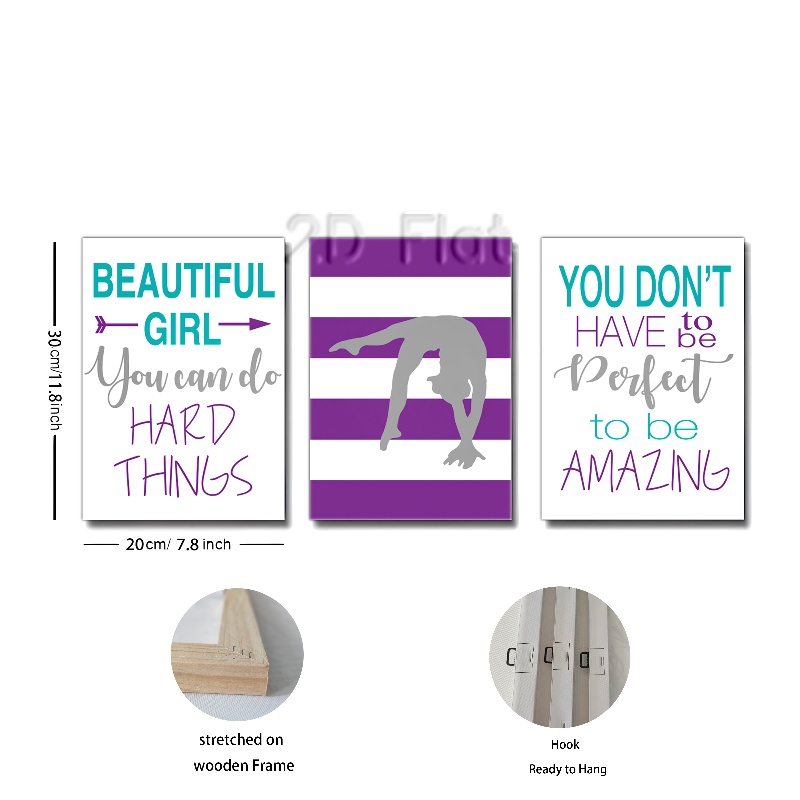 2D Flat
BEAUTIFUL
GIRL
You can do
HARD
THINGS
YOU DON'T
HAVE to be
Perfect
to be
AMAZING
30cm/11.8inch
20cm/ 7.8 inch
stretched on
wooden Frame
Hook
Ready to Hang